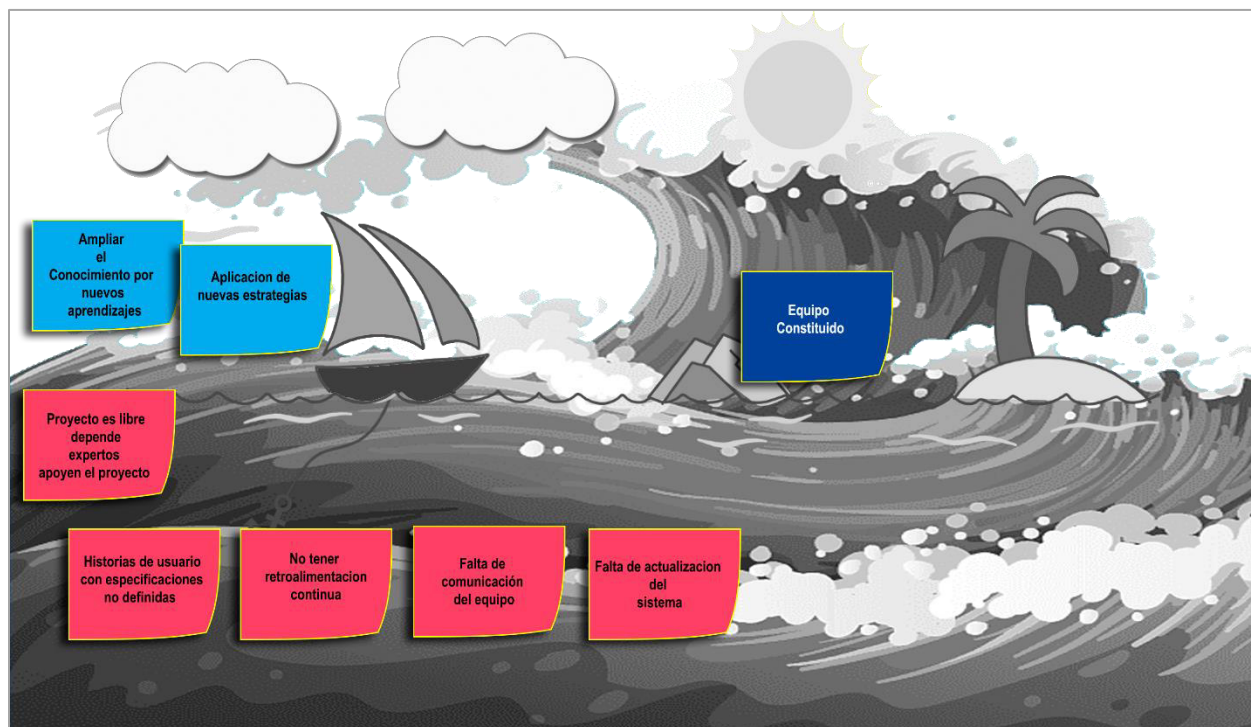 Ampliar
el
Conocimiento por
nuevos
aprendizajes
Aplicacion de
nuevas estrategias
Equipo
Constituido
Proyecto es libre
depende
expertos
apoyen el proyecto
Historias de usuario
con especificaciones
no definidas
No tener
retroalimentacion
continua
Falta de
comunicación
del equipo
Falta de actualizacion
del
sistema